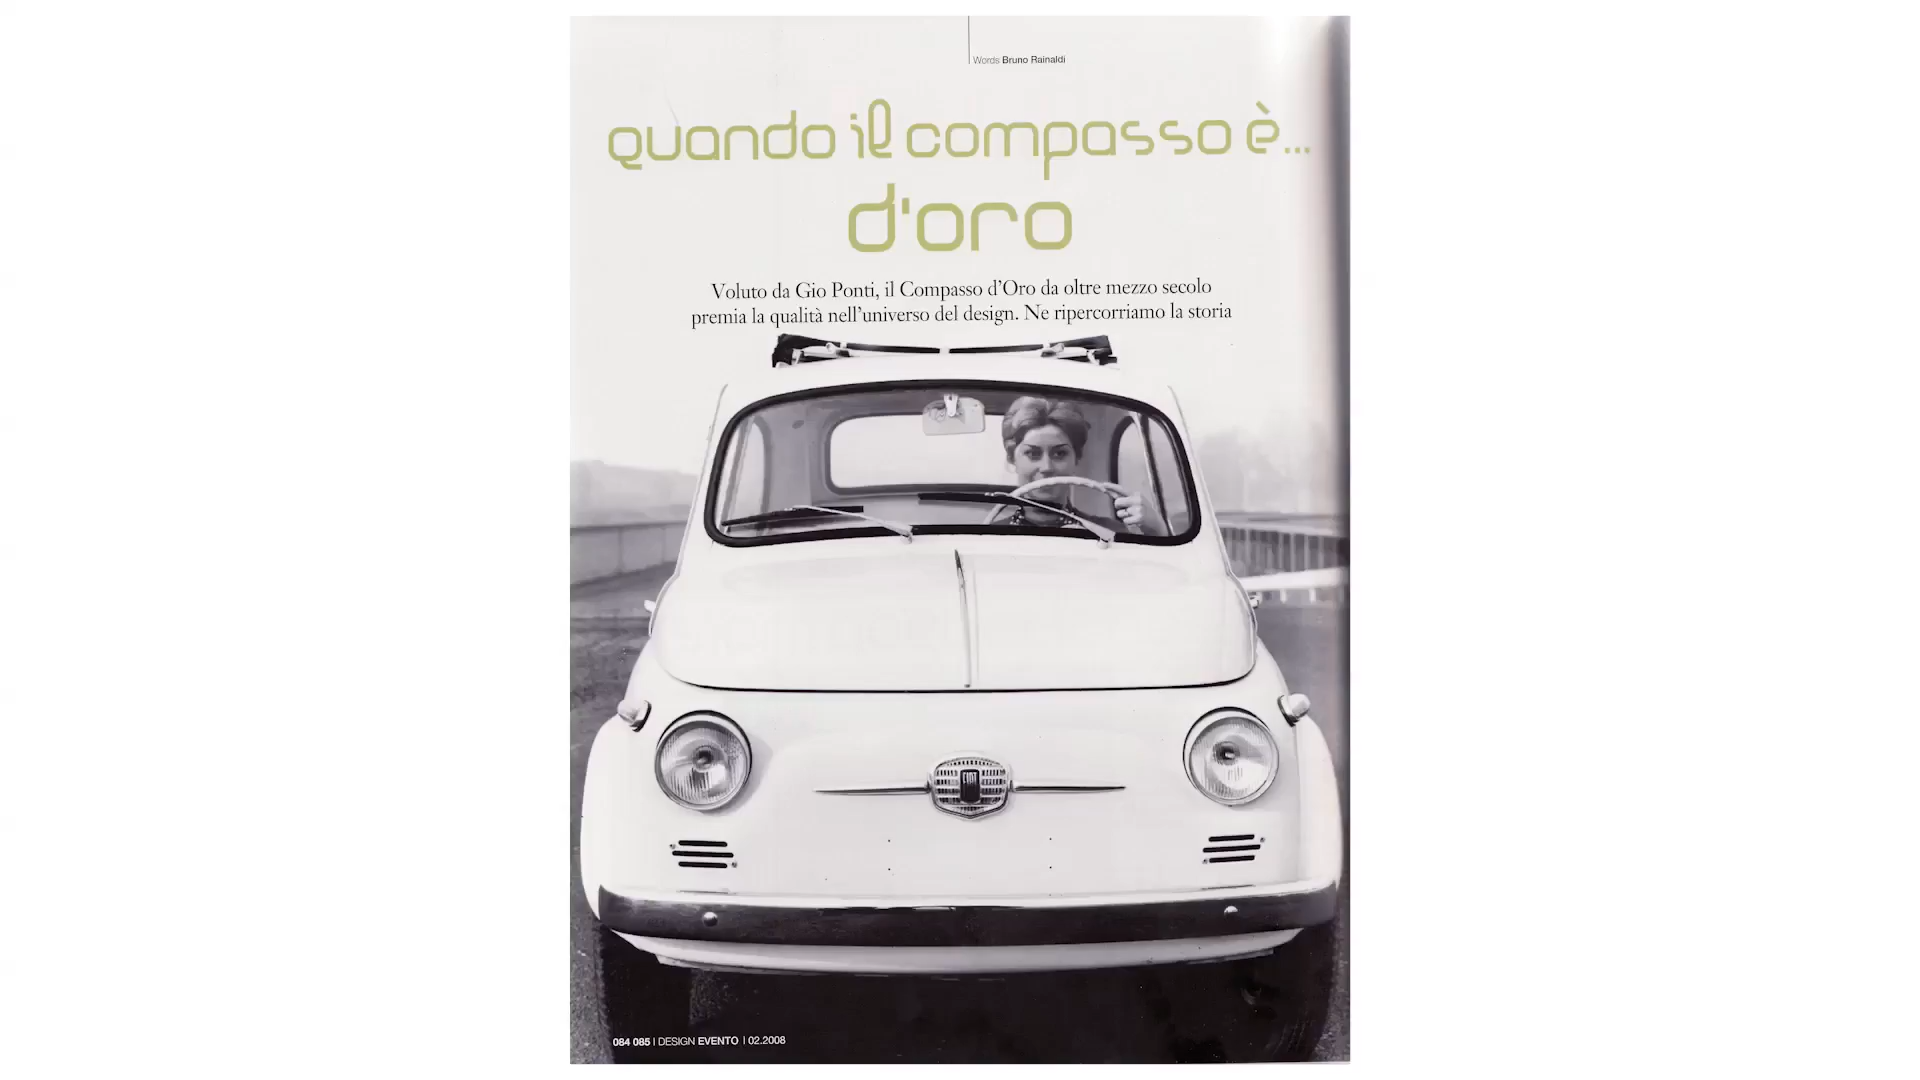 Words Bruno Rainaldi
quando il compasso è...
d'oro
Voluto da Gio Ponti, il Compasso d'Oro da oltre mezzo secolo
premia la qualità nell'universo del design. Ne ripercorriamo la storia
FIAT
084 085 | DESIGN EVENTO | 02.2008